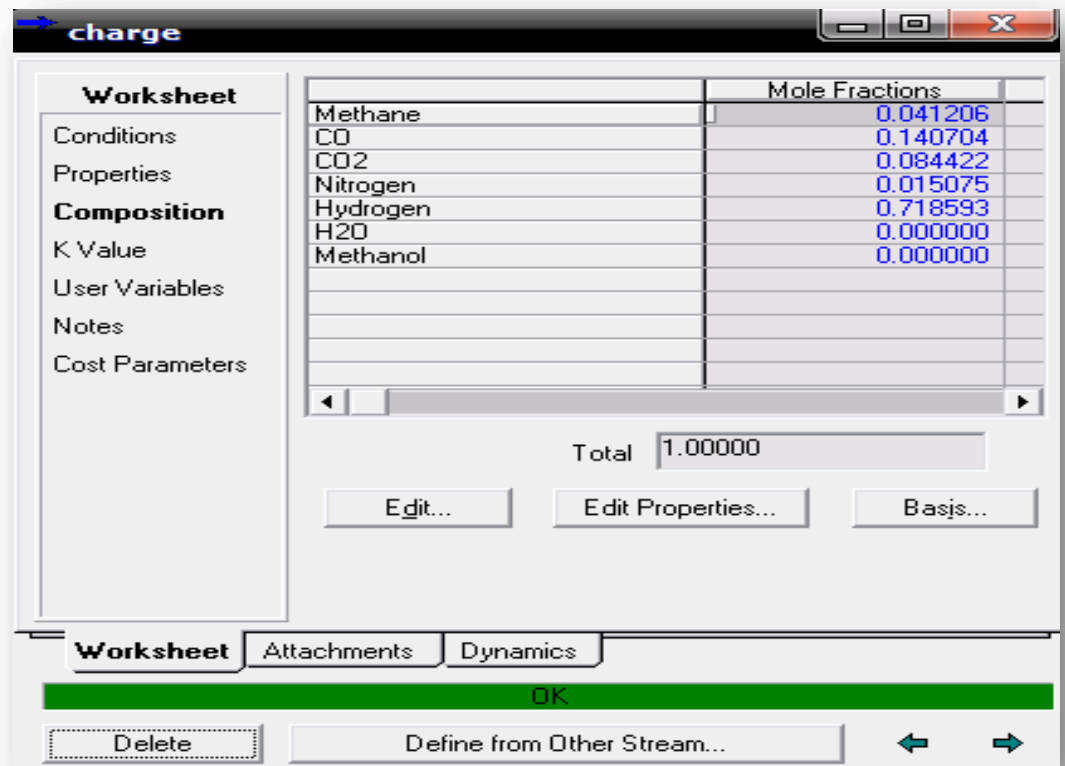 charge
Worksheet
Conditions
Properties
Composition
K Value
User Variables
Notes
Cost Parameters
Mole Fractions
Methane 0.041206
CO 0.140704
CO2 0.084422
Nitrogen 0.015075
Hydrogen 0.718593
H2O 0.000000
Methanol 0.000000
Total 1.00000
Edit... Edit Properties... Basis...
Worksheet Attachments Dynamics
OK
Delete Define from Other Stream...